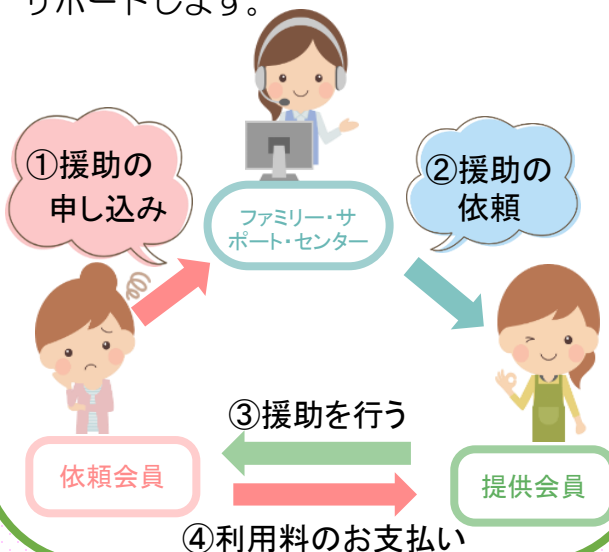 サポートします。
①援助の
申し込み
②援助の
依頼
ファミリー・サ
ポート・センター
③援助を行う
依頼会員
提供会員
④利用料のお支払い